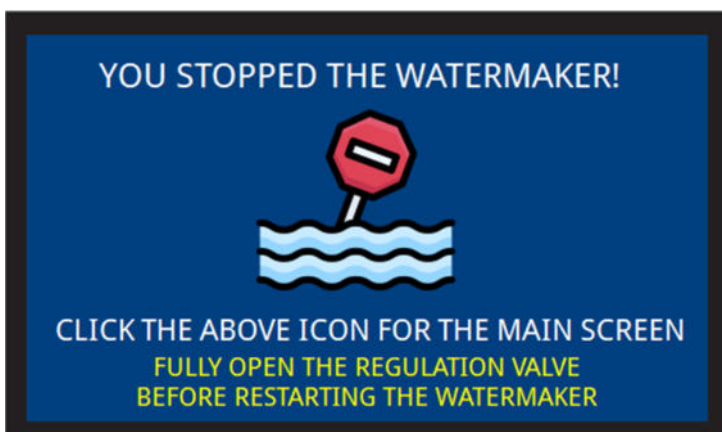 YOU STOPPED THE WATERMAKER!
CLICK THE ABOVE ICON FOR THE MAIN SCREEN
FULLY OPEN THE REGULATION VALVE
BEFORE RESTARTING THE WATERMAKER